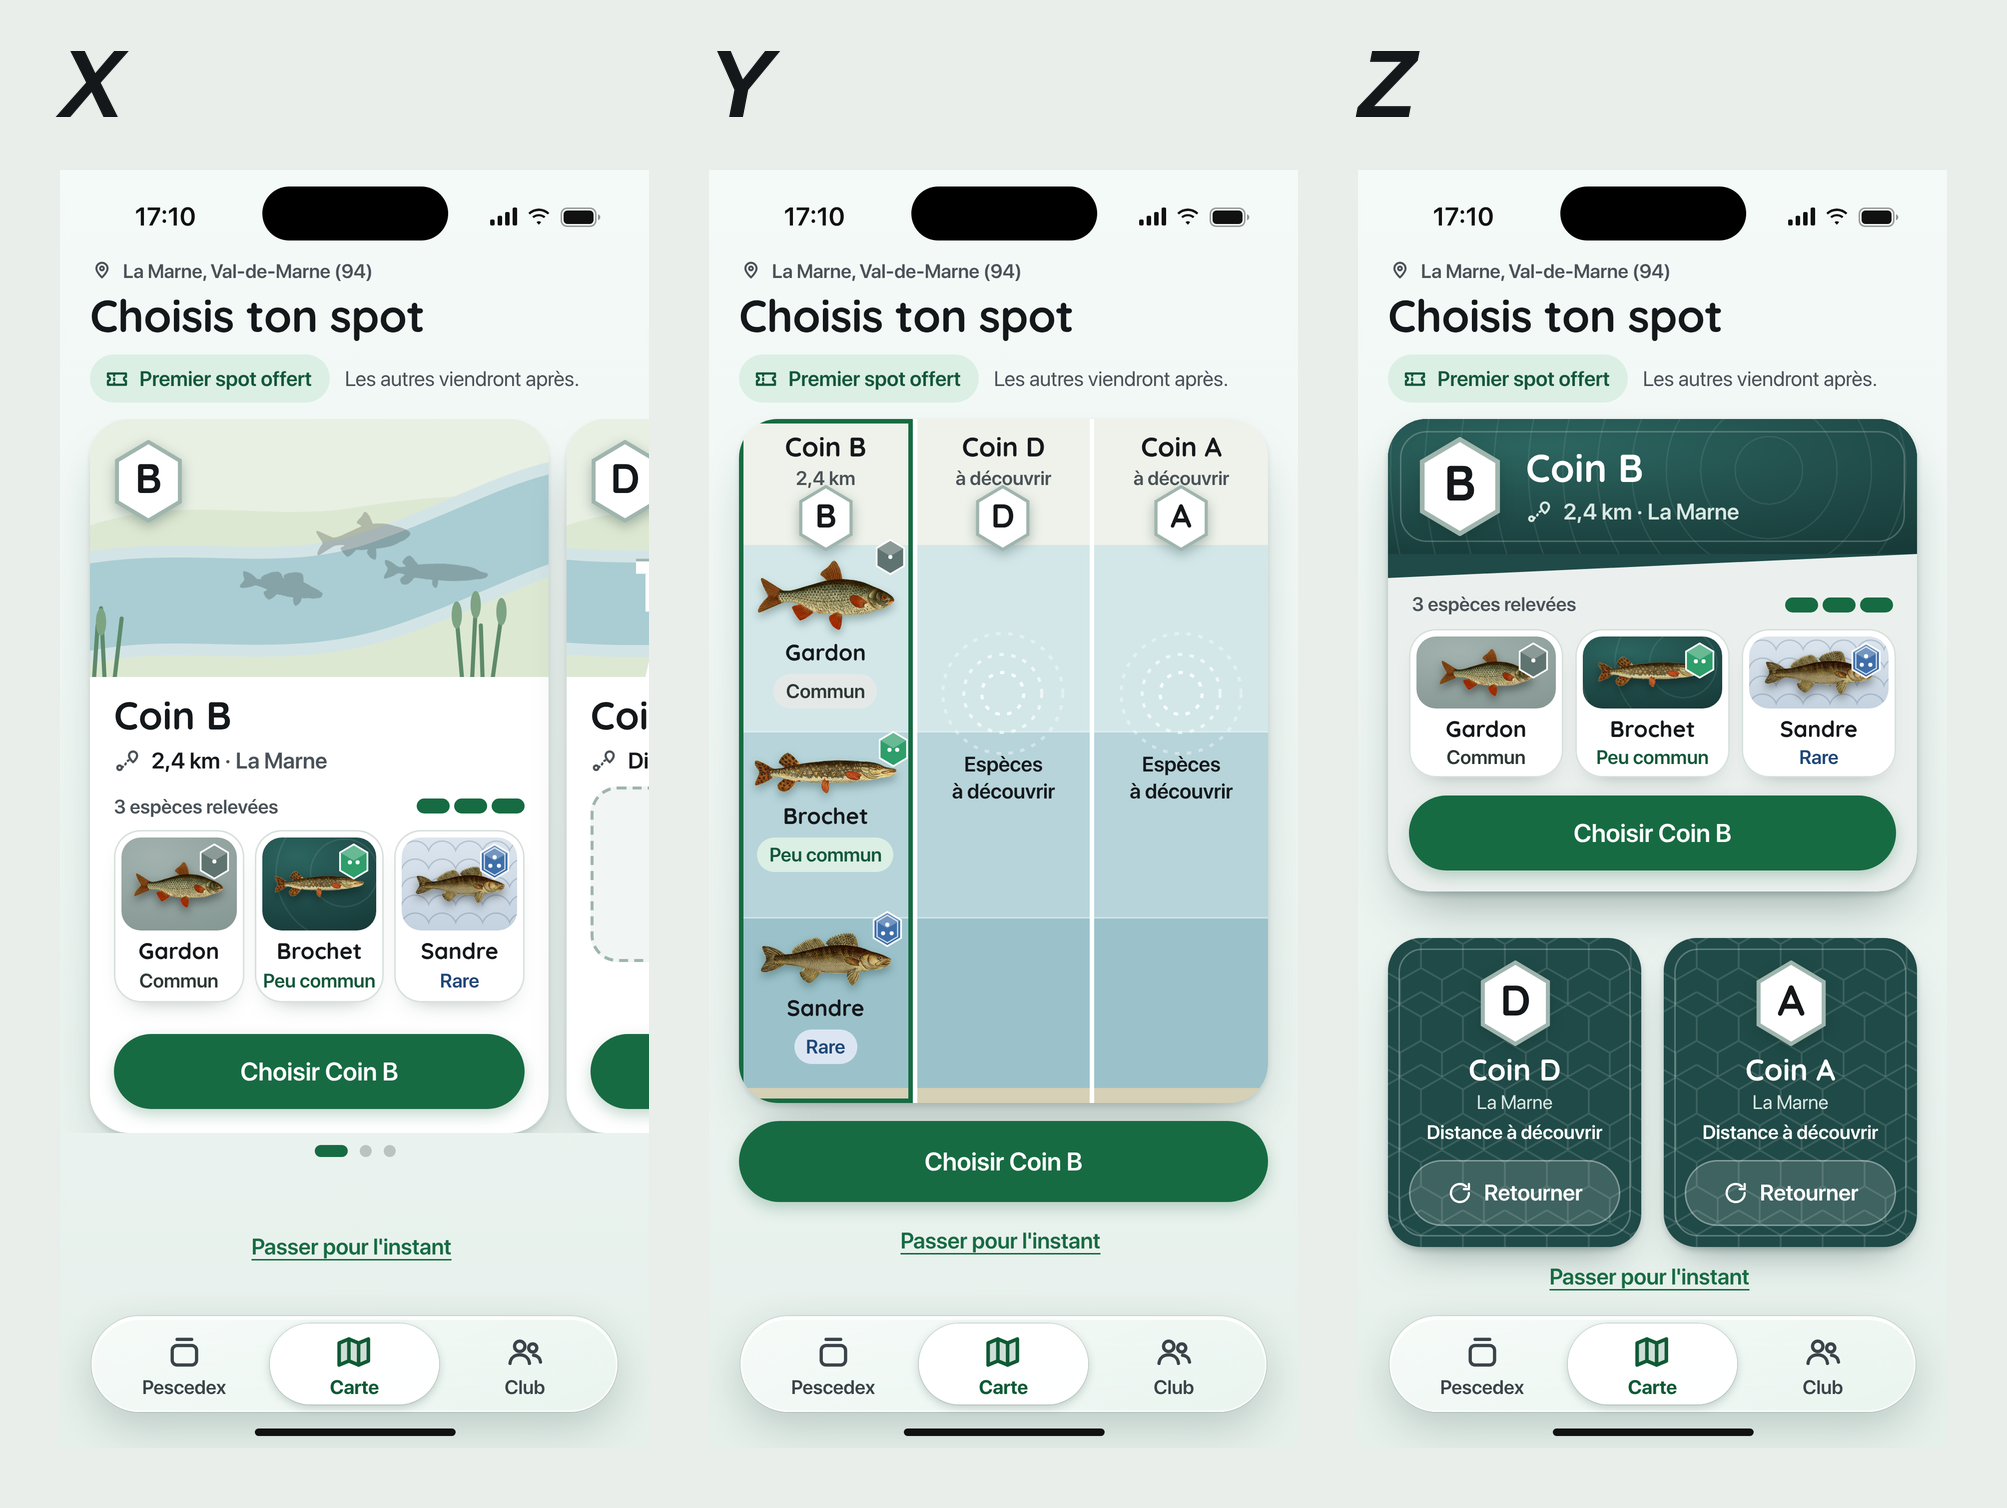 X
17:10
La Marne, Val-de-Marne (94)
Choisis ton spot
Premier spot offert
Les autres viendront après.
B
D
Coin B
Coi
2,4 km · La Marne
Di
3 espèces relevées
Gardon
Commun
Brochet
Peu commun
Sandre
Rare
Choisir Coin B
Passer pour l'instant
Pescedex
Carte
Club
Y
17:10
La Marne, Val-de-Marne (94)
Choisis ton spot
Premier spot offert
Les autres viendront après.
Coin B
2,4 km
B
Coin D
à découvrir
D
Coin A
à découvrir
A
Gardon
Commun
Brochet
Peu commun
Sandre
Rare
Espèces
à découvrir
Espèces
à découvrir
Choisir Coin B
Passer pour l'instant
Pescedex
Carte
Club
Z
17:10
La Marne, Val-de-Marne (94)
Choisis ton spot
Premier spot offert
Les autres viendront après.
B
Coin B
2,4 km · La Marne
3 espèces relevées
Gardon
Commun
Brochet
Peu commun
Sandre
Rare
Choisir Coin B
D
Coin D
La Marne
Distance à découvrir
Retourner
A
Coin A
La Marne
Distance à découvrir
Retourner
Passer pour l'instant
Pescedex
Carte
Club